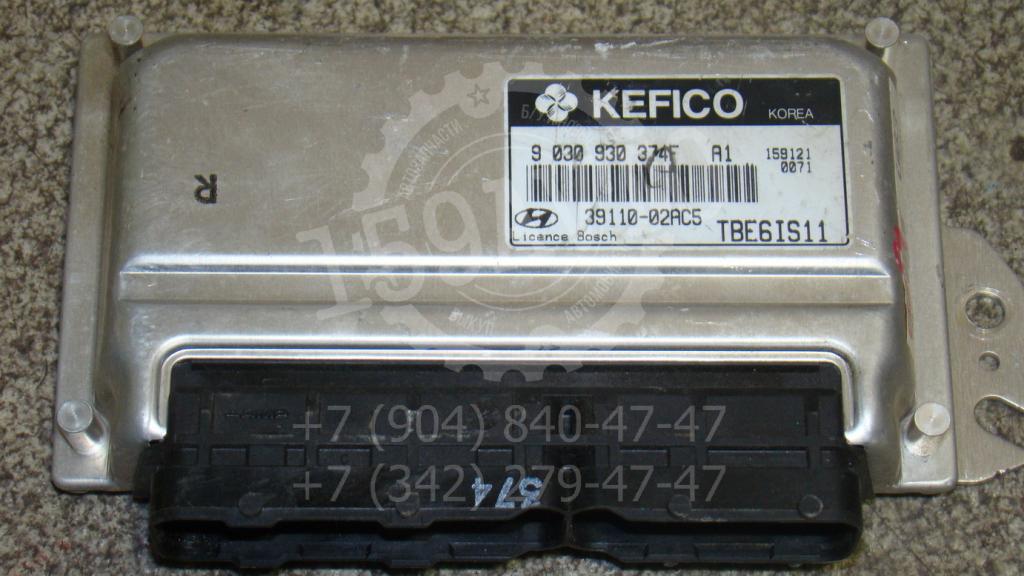 KEFICO
KOREA
9 030 930 374F A1
159121
0071
39110-02AC5
Licence Bosch
TBE6IS11
R
+7 (904) 840-47-47
+7 (342) 279-47-47
574